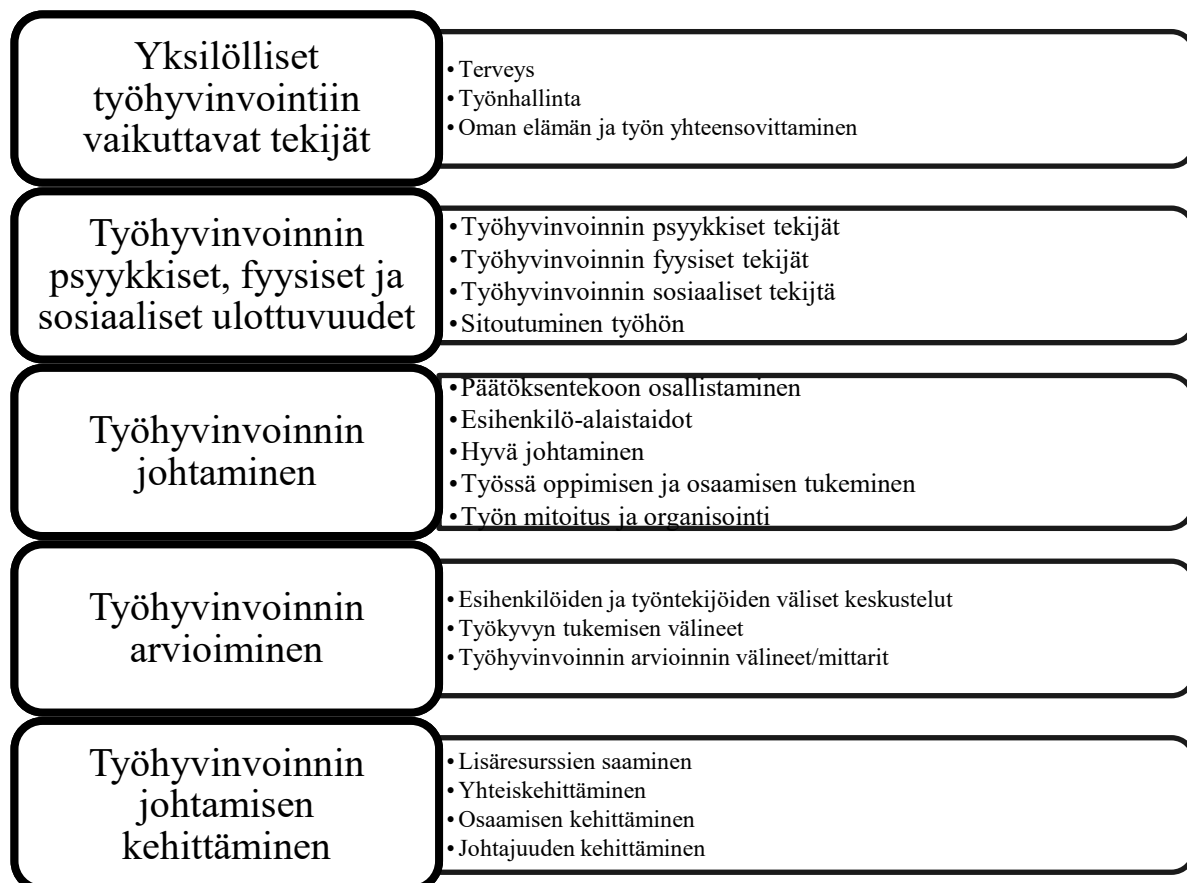 Yksilölliset
työhyvinvointiin
vaikuttavat tekijät
• Terveys
• Työnhallinta
• Oman elämän ja työn yhteensovittaminen
Työhyvinvoinnin
psyykkiset, fyysiset ja
sosiaaliset ulottuvuudet
• Työhyvinvoinnin psyykkiset tekijät
• Työhyvinvoinnin fyysiset tekijät
• Työhyvinvoinnin sosiaaliset tekijtä
• Sitoutuminen työhön
Työhyvinvoinnin
johtaminen
• Päätöksentekoon osallistaminen
• Esihenkilö-alaistaidot
• Hyvä johtaminen
• Työssä oppimisen ja osaamisen tukeminen
• Työn mitoitus ja organisointi
Työhyvinvoinnin
arvioiminen
• Esihenkilöiden ja työntekijöiden väliset keskustelut
• Työkyvyn tukemisen välineet
• Työhyvinvoinnin arvioinnin välineet/mittarit
Työhyvinvoinnin
johtamisen
kehittäminen
• Lisäresurssien saaminen
• Yhteiskehittäminen
• Osaamisen kehittäminen
• Johtajuuden kehittäminen